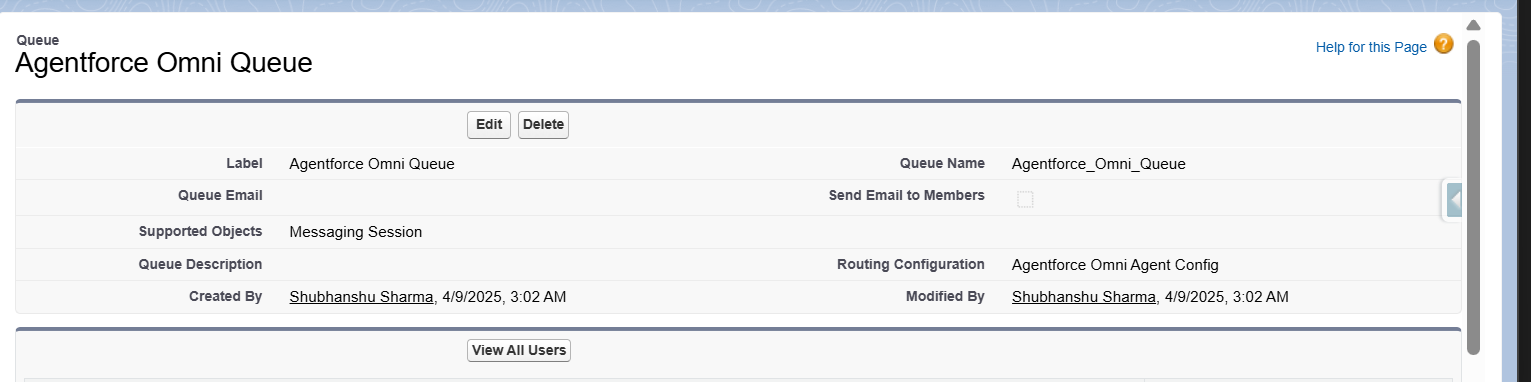 Queue
Agentforce Omni Queue
Help for this Page ?
Edit Delete
Label Agentforce Omni Queue Queue Name Agentforce_Omni_Queue
Queue Email Send Email to Members
Supported Objects Messaging Session
Queue Description Routing Configuration Agentforce Omni Agent Config
Created By Shubhanshu Sharma, 4/9/2025, 3:02 AM Modified By Shubhanshu Sharma, 4/9/2025, 3:02 AM
View All Users